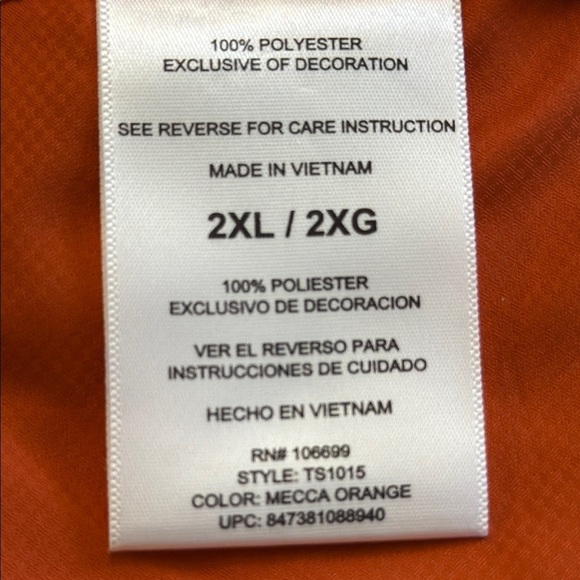 100% POLYESTER
EXCLUSIVE OF DECORATION
SEE REVERSE FOR CARE INSTRUCTION
MADE IN VIETNAM
2XL / 2XG
100% POLIESTER
EXCLUSIVO DE DECORACION
VER EL REVERSO PARA
INSTRUCCIONES DE CUIDADO
HECHO EN VIETNAM
RN# 106699
STYLE: TS1015
COLOR: MECCA ORANGE
UPC: 847381088940